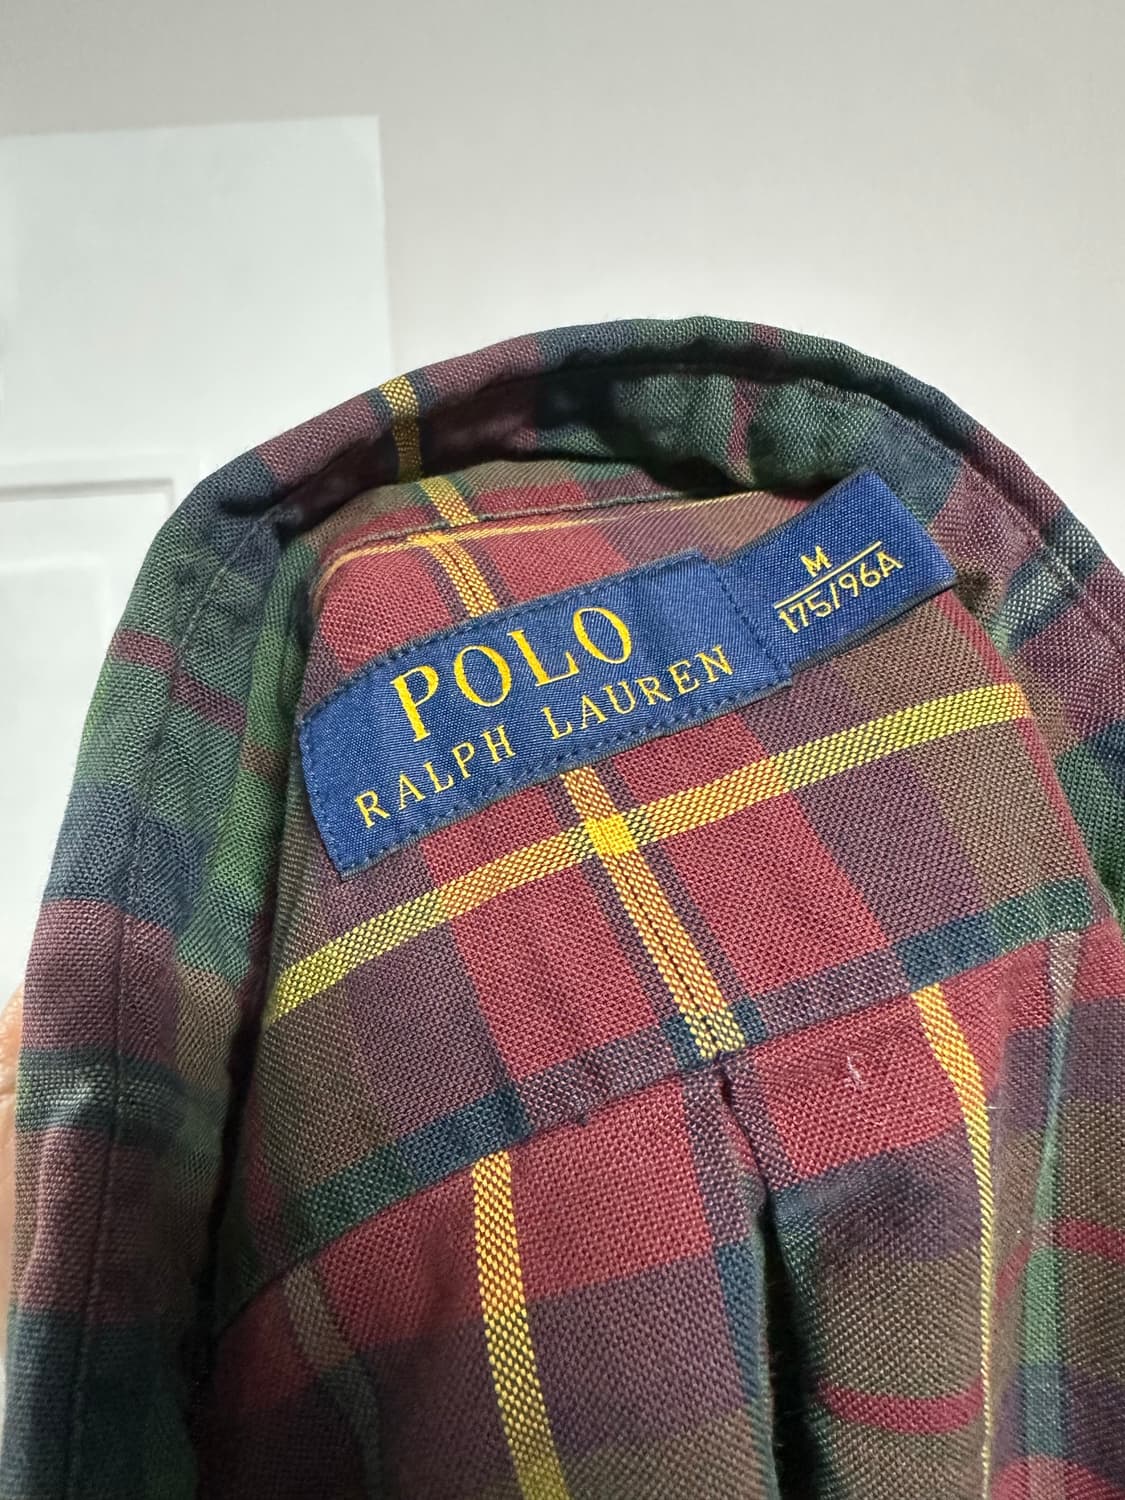 POLO
RALPH LAUREN
M
175/96A